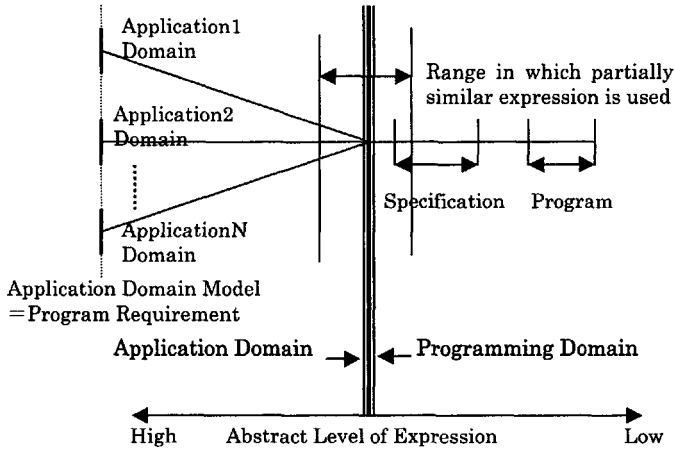 Application1
Domain
Range in which partially
similar expression is used
Application2
Domain
Specification
Program
ApplicationN
Domain
Application Domain Model
=Program Requirement
Application Domain
Programming Domain
High
Abstract Level of Expression
Low